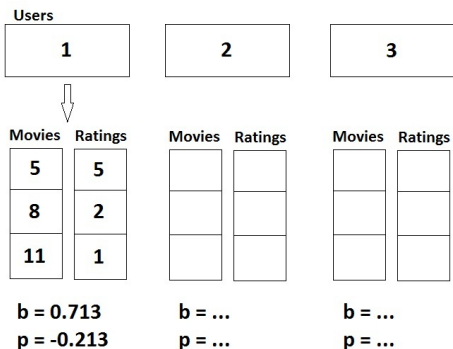 Users
1 2 3
Movies Ratings Movies Ratings Movies Ratings
5 5
8 2
11 1
b = 0.713 b = ... b = ...
p = -0.213 p = ... p = ...